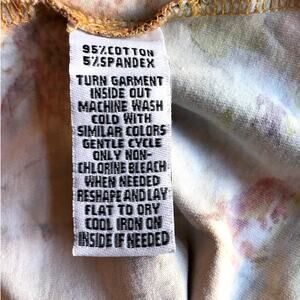 95%COTTON
5%SPANDEX
TURN GARMENT
INSIDE OUT
MACHINE WASH
COLD WITH
SIMILAR COLORS
GENTLE CYCLE
ONLY NON-
CHLORINE BLEACH
WHEN NEEDED
RESHAPE AND LAY
FLAT TO DRY
COOL IRON ON
INSIDE IF NEEDED